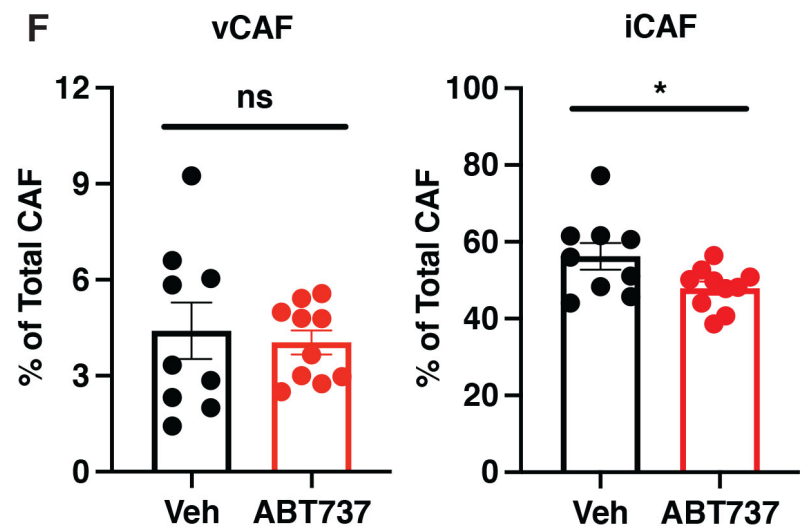 F
vCAF
iCAF
12
9
6
3
0
% of Total CAF
ns
Veh
ABT737
100
80
60
40
20
0
% of Total CAF
*
Veh
ABT737